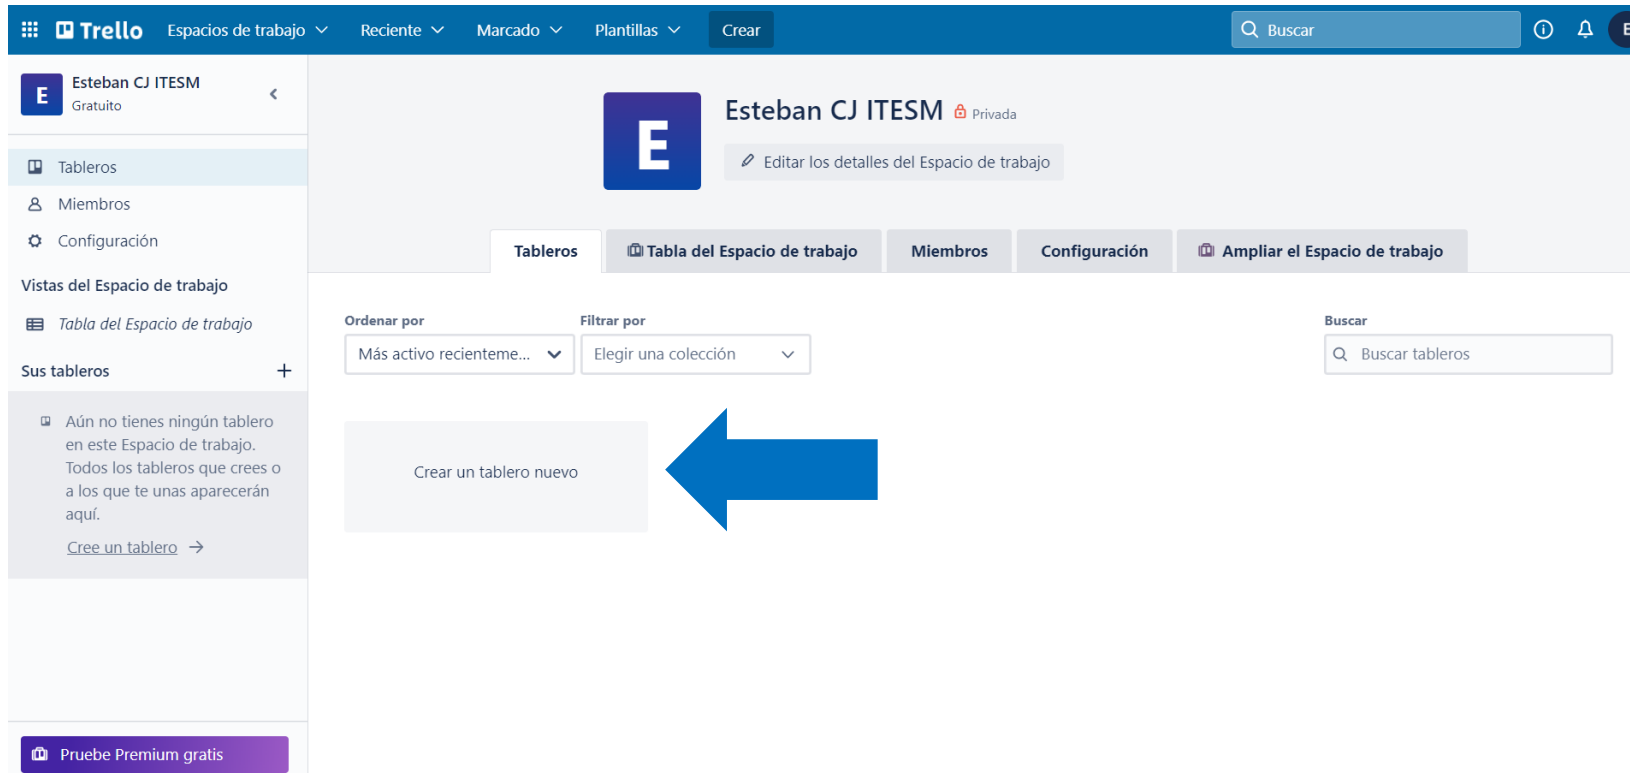 Trello Espacios de trabajo Reciente Marcado Plantillas Crear Buscar E
E Esteban CJ ITESM
Gratuito
Tableros
Miembros
Configuración
Vistas del Espacio de trabajo
Tabla del Espacio de trabajo
Sus tableros
Aún no tienes ningún tablero
en este Espacio de trabajo.
Todos los tableros que crees o
a los que te unas aparecerán
aquí.
Cree un tablero
Pruebe Premium gratis
E
Esteban CJ ITESM Privada
Editar los detalles del Espacio de trabajo
Tableros Tabla del Espacio de trabajo Miembros Configuración Ampliar el Espacio de trabajo
Ordenar por Filtrar por Buscar
Más activo recienteme... Elegir una colección Buscar tableros
Crear un tablero nuevo